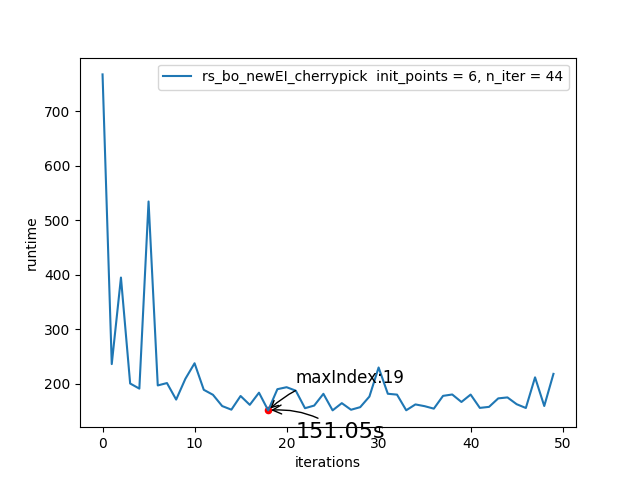 rs_bo_newEI_cherrypick init_points = 6, n_iter = 44
700
600
500
400
300
200
runtime
maxIndex:19
151.05s
0
10
20
30
40
50
iterations